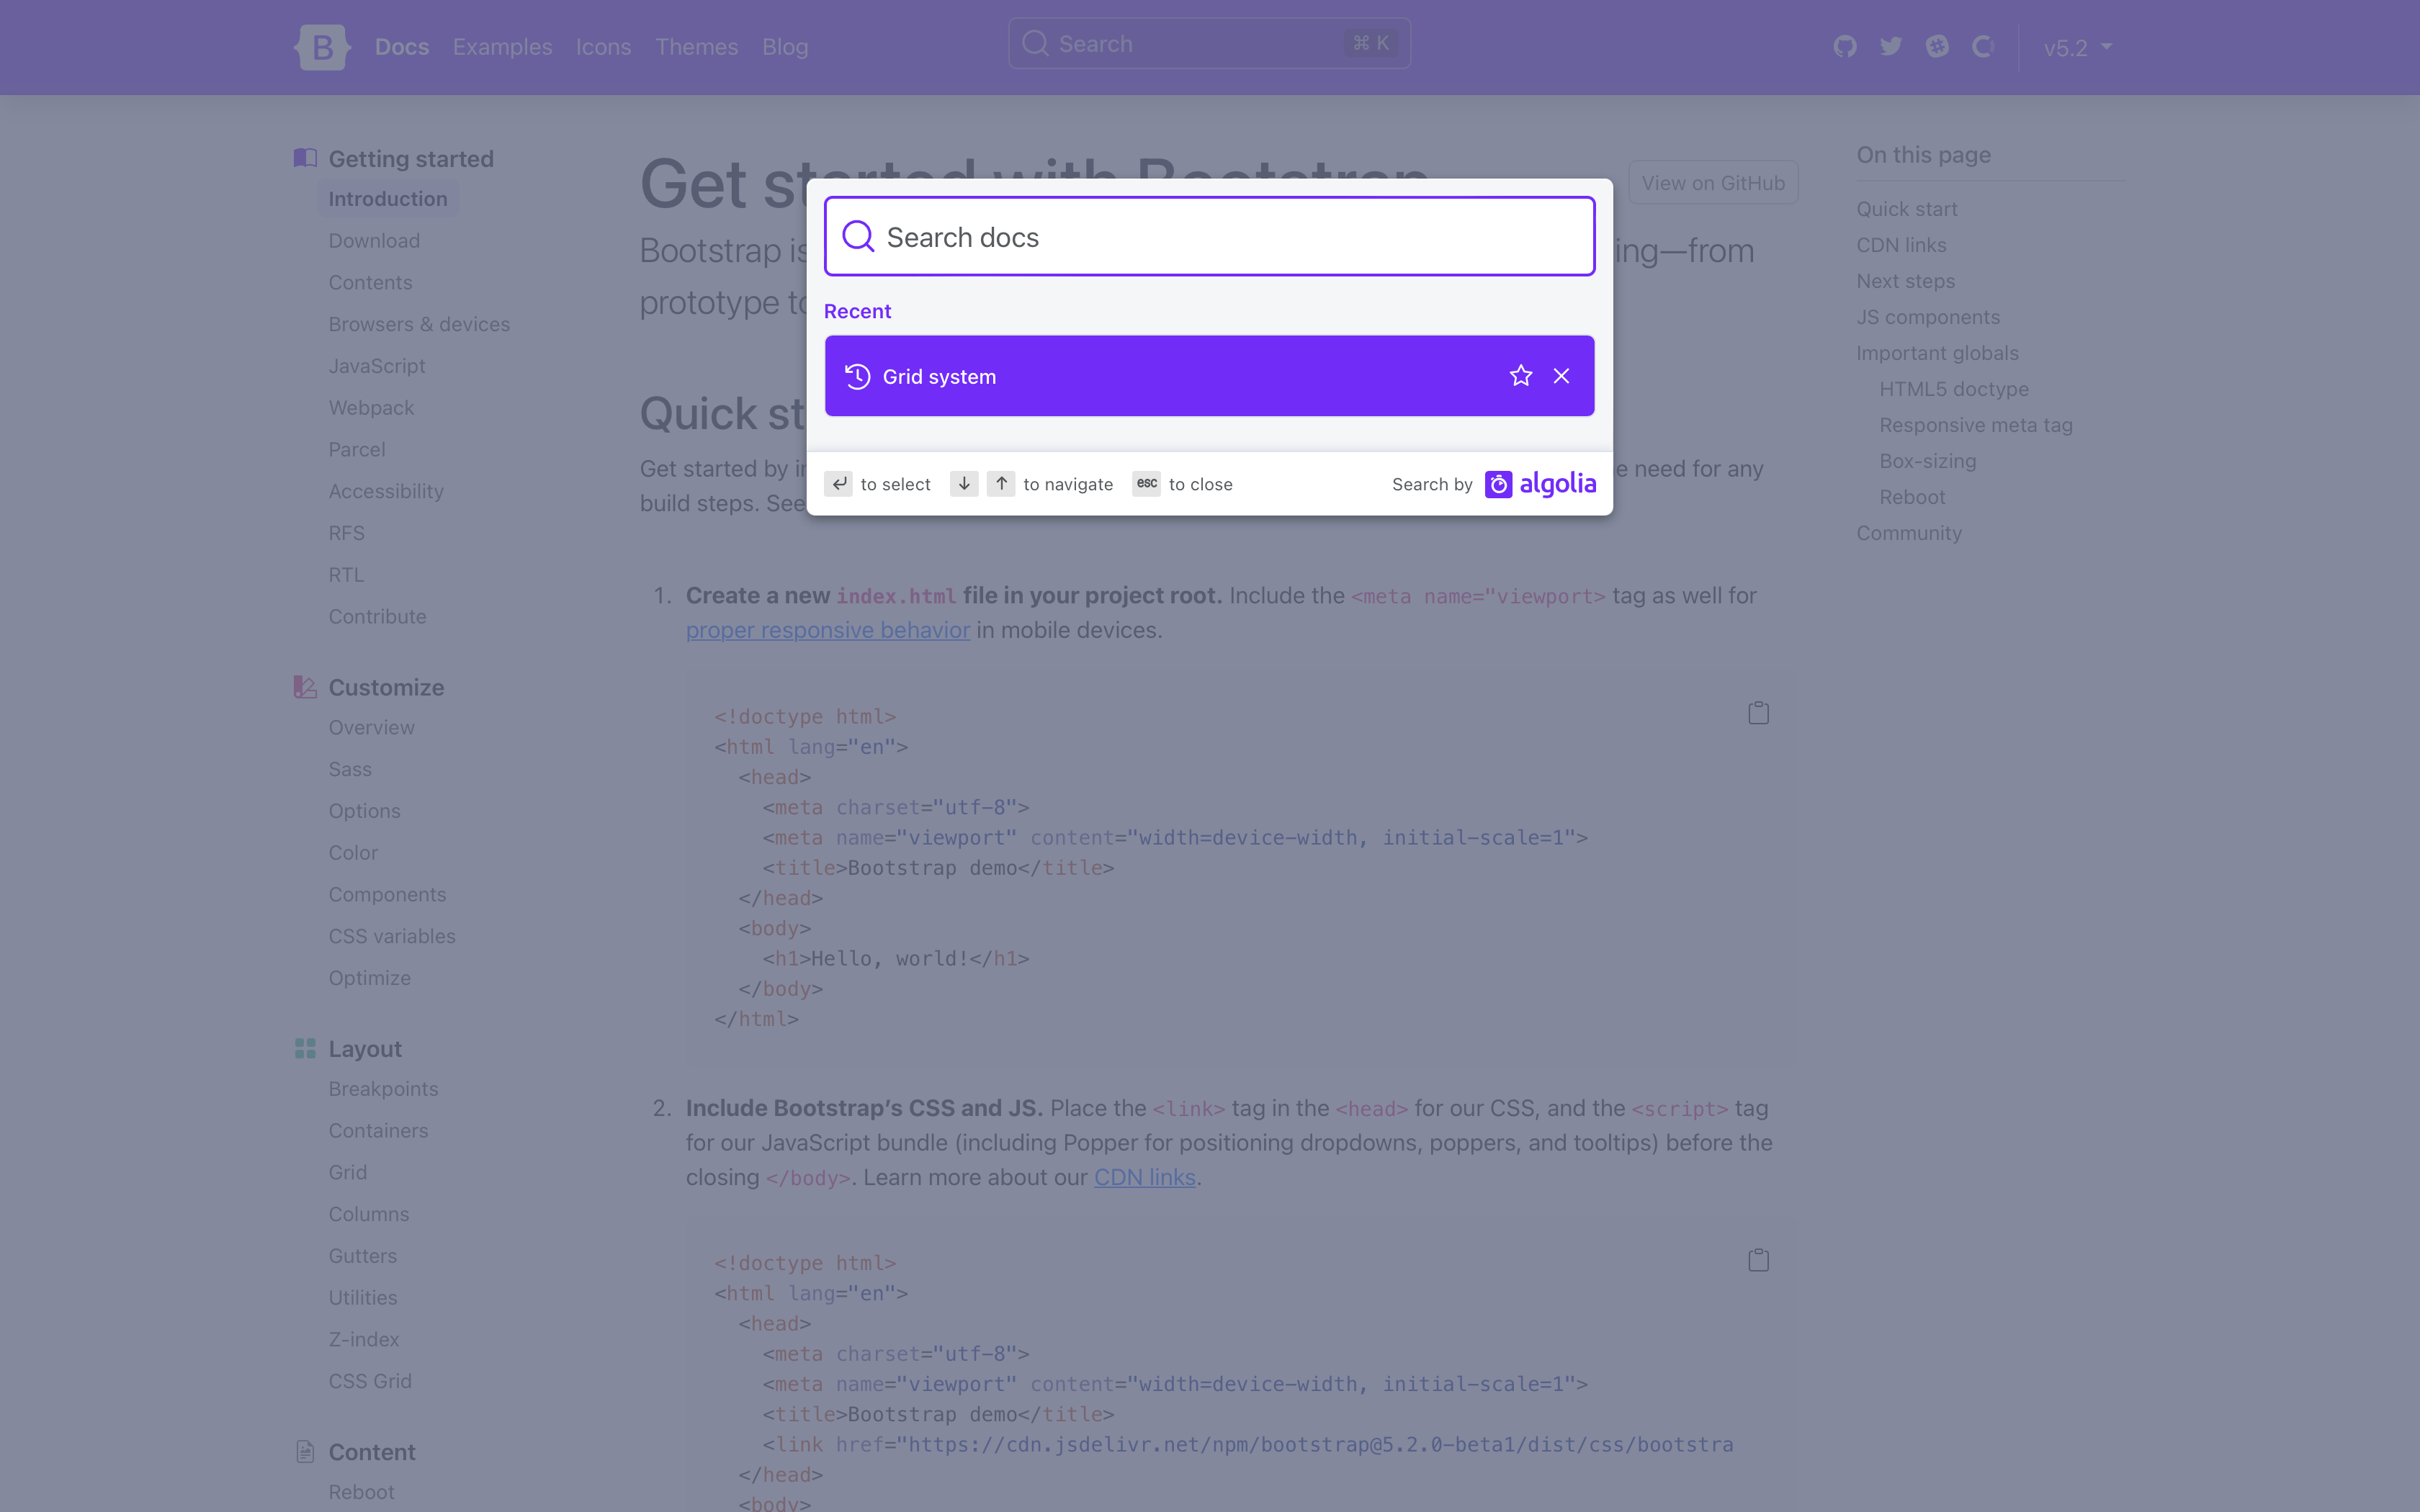 B Docs Examples Icons Themes Blog
Search ⌘ K
v5.2
Getting started
Introduction
Download
Contents
Browsers & devices
JavaScript
Webpack
Parcel
Accessibility
RFS
RTL
Contribute
Customize
Overview
Sass
Options
Color
Components
CSS variables
Optimize
Layout
Breakpoints
Containers
Grid
Columns
Gutters
Utilities
Z-index
CSS Grid
Content
Reboot
Search docs
Recent
Grid system
to select
to navigate
esc to close
Search by algolia
Get started with Bootstrap
View on GitHub
Bootstrap is ing—from
prototype to
Quick st
Get started by in e need for any
build steps. See
1. Create a new index.html file in your project root. Include the <meta name="viewport> tag as well for
proper responsive behavior in mobile devices.
<!doctype html>
<html lang="en">
<head>
<meta charset="utf-8">
<meta name="viewport" content="width=device-width, initial-scale=1">
<title>Bootstrap demo</title>
</head>
<body>
<h1>Hello, world!</h1>
</body>
</html>
2. Include Bootstrap’s CSS and JS. Place the <link> tag in the <head> for our CSS, and the <script> tag
for our JavaScript bundle (including Popper for positioning dropdowns, poppers, and tooltips) before the
closing </body>. Learn more about our CDN links.
<!doctype html>
<html lang="en">
<head>
<meta charset="utf-8">
<meta name="viewport" content="width=device-width, initial-scale=1">
<title>Bootstrap demo</title>
<link href="https://cdn.jsdelivr.net/npm/bootstrap@5.2.0-beta1/dist/css/bootstra
</head>
<body>
On this page
Quick start
CDN links
Next steps
JS components
Important globals
HTML5 doctype
Responsive meta tag
Box-sizing
Reboot
Community